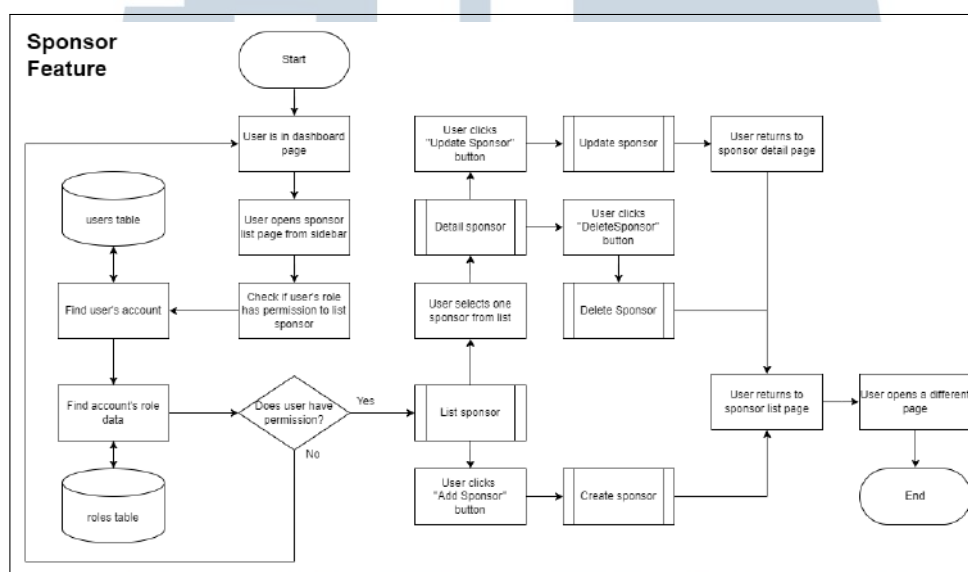 Sponsor
Feature
Start
User is in dashboard
page
users table
User opens sponsor
list page from sidebar
Find user's account
Check if user's role
has permission to list
sponsor
Find account's role
data
Does user have
permission?
Yes
No
roles table
User clicks
"Update Sponsor"
button
Update sponsor
User returns to
sponsor detail page
Detail sponsor
User clicks
"DeleteSponsor"
button
User selects one
sponsor from list
Delete Sponsor
List sponsor
User returns to
sponsor list page
User opens a different
page
User clicks
"Add Sponsor"
button
Create sponsor
End